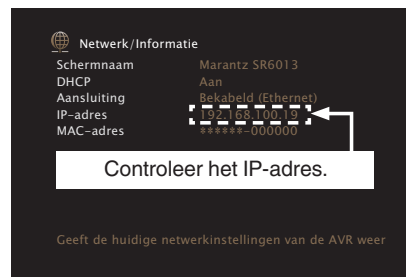 Netwerk/Informatie
Schermnaam Marantz SR6013
DHCP Aan
Aansluiting Bekabeld (Ethernet)
IP-adres 192.168.100.19
MAC-adres ******-000000
Controleer het IP-adres.
Geeft de huidige netwerkinstellingen van de AVR weer